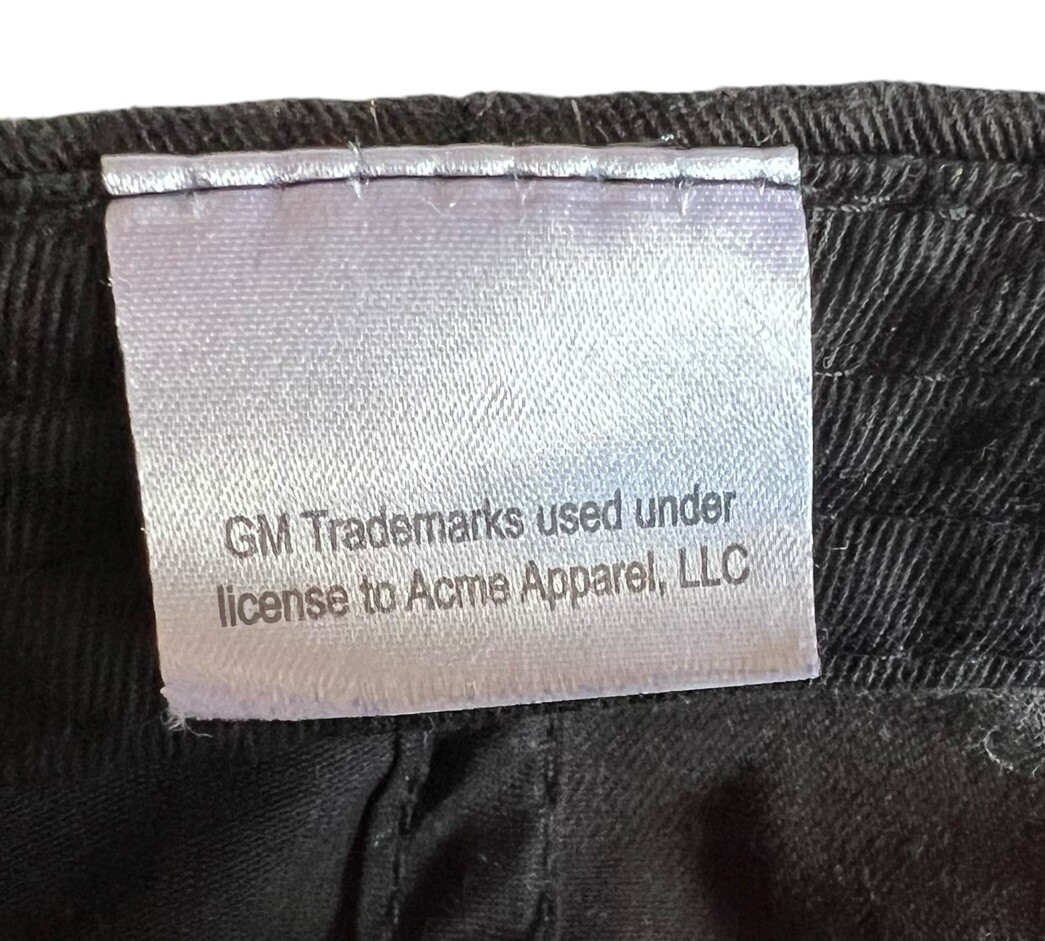 GM Trademarks used under
license to Acme Apparel, LLC